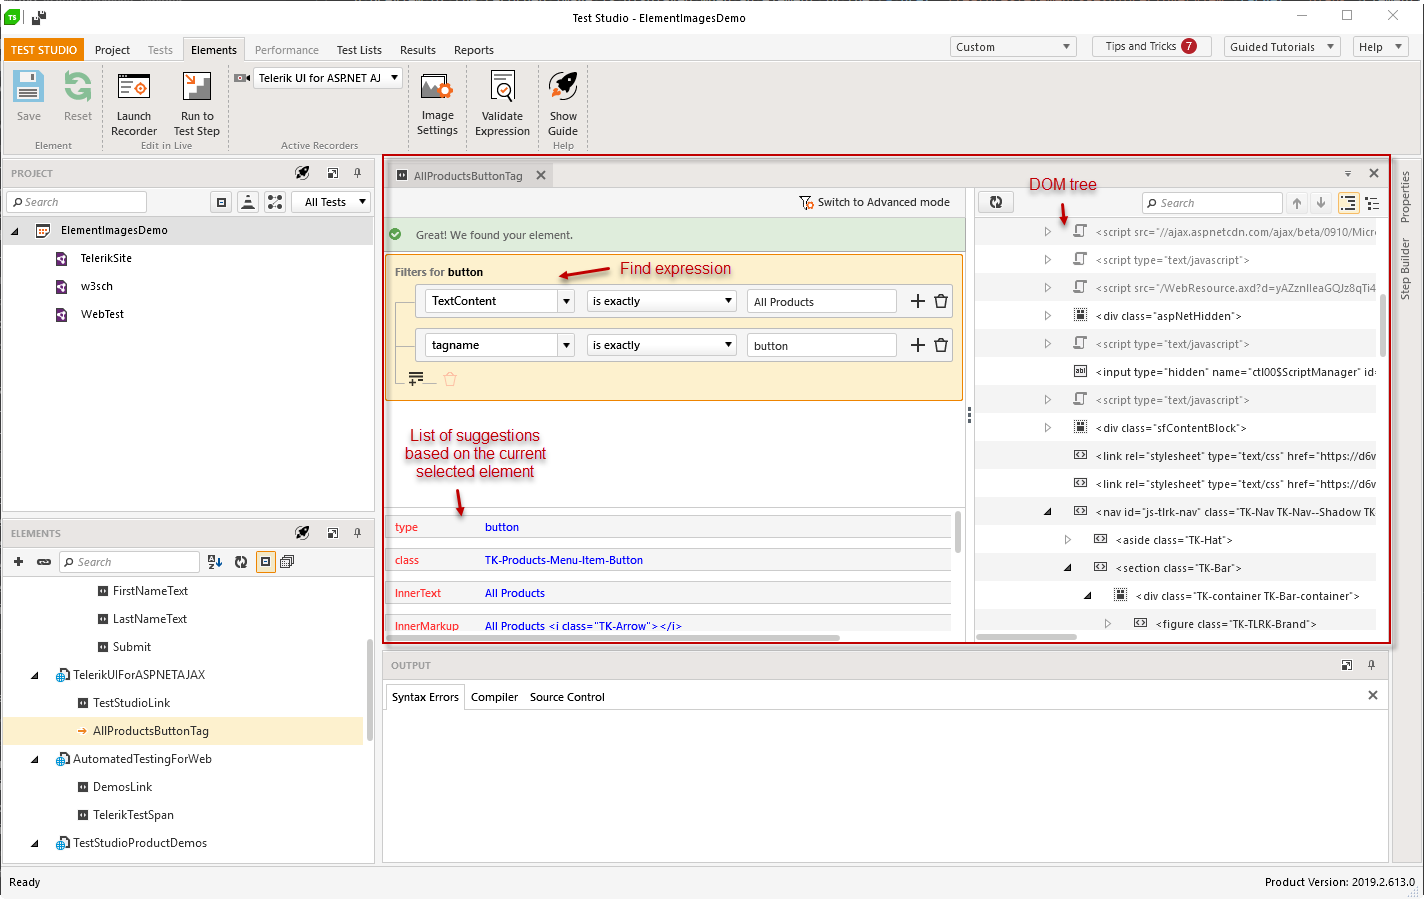 TS
Test Studio - ElementImagesDemo
TEST STUDIO Project Tests Elements Performance Test Lists Results Reports
Custom Tips and Tricks 7 Guided Tutorials Help
Telerik UI for ASP.NET AJ
Save Reset Launch Recorder Run to Test Step Image Settings Validate Expression Show Guide
Element Edit in Live Active Recorders Help
PROJECT
Search All Tests
ElementImagesDemo
TelerikSite
w3sch
WebTest
ELEMENTS
Search
FirstNameText
LastNameText
Submit
TelerikUIForASPNETAJAX
TestStudioLink
AllProductsButtonTag
AutomatedTestingForWeb
DemosLink
TelerikTestSpan
TestStudioProductDemos
AllProductsButtonTag
Switch to Advanced mode
Great! We found your element.
Filters for button
Find expression
TextContent is exactly All Products
tagname is exactly button
List of suggestions
based on the current
selected element
type button
class TK-Products-Menu-Item-Button
InnerText All Products
InnerMarkup All Products <i class="TK-Arrow"></i>
DOM tree
Search
<script src="//ajax.aspnetcdn.com/ajax/beta/0910/Micro
<script type="text/javascript">
<script src="/WebResource.axd?d=yAZznIleaGQJz8qTi4
<div class="aspNetHidden">
<script type="text/javascript">
<input type="hidden" name="ctl00$ScriptManager" id=
<script type="text/javascript">
<div class="sfContentBlock">
<link rel="stylesheet" type="text/css" href="https://d6w
<link rel="stylesheet" type="text/css" href="https://d6w
<nav id="js-tlrk-nav" class="TK-Nav TK-Nav--Shadow TK
<aside class="TK-Hat">
<section class="TK-Bar">
<div class="TK-container TK-Bar-container">
<figure class="TK-TLRK-Brand">
Properties
Step Builder
OUTPUT
Syntax Errors Compiler Source Control
Ready
Product Version: 2019.2.613.0